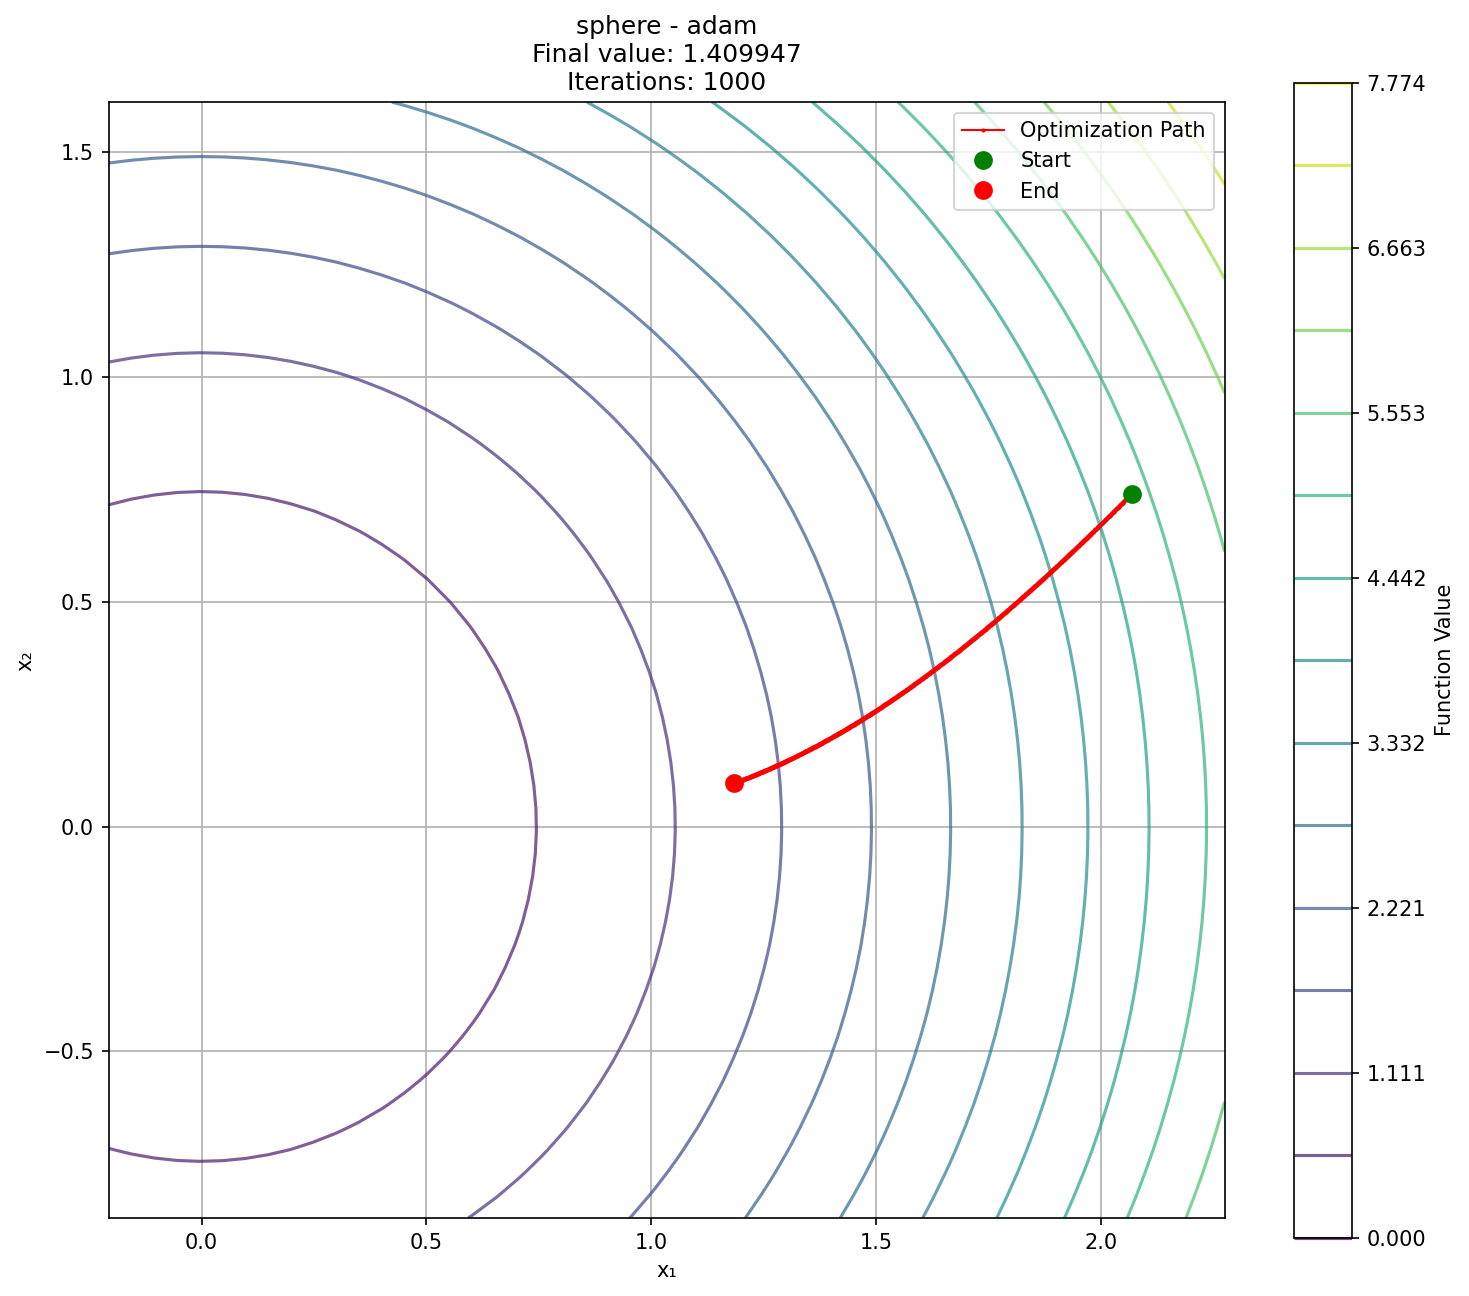 sphere - adam
Final value: 1.409947
Iterations: 1000
Optimization Path
Start
End
1.5
1.0
0.5
0.0
−0.5
x₂
0.0
0.5
1.0
1.5
2.0
x₁
7.774
6.663
5.553
4.442
3.332
2.221
1.111
0.000
Function Value